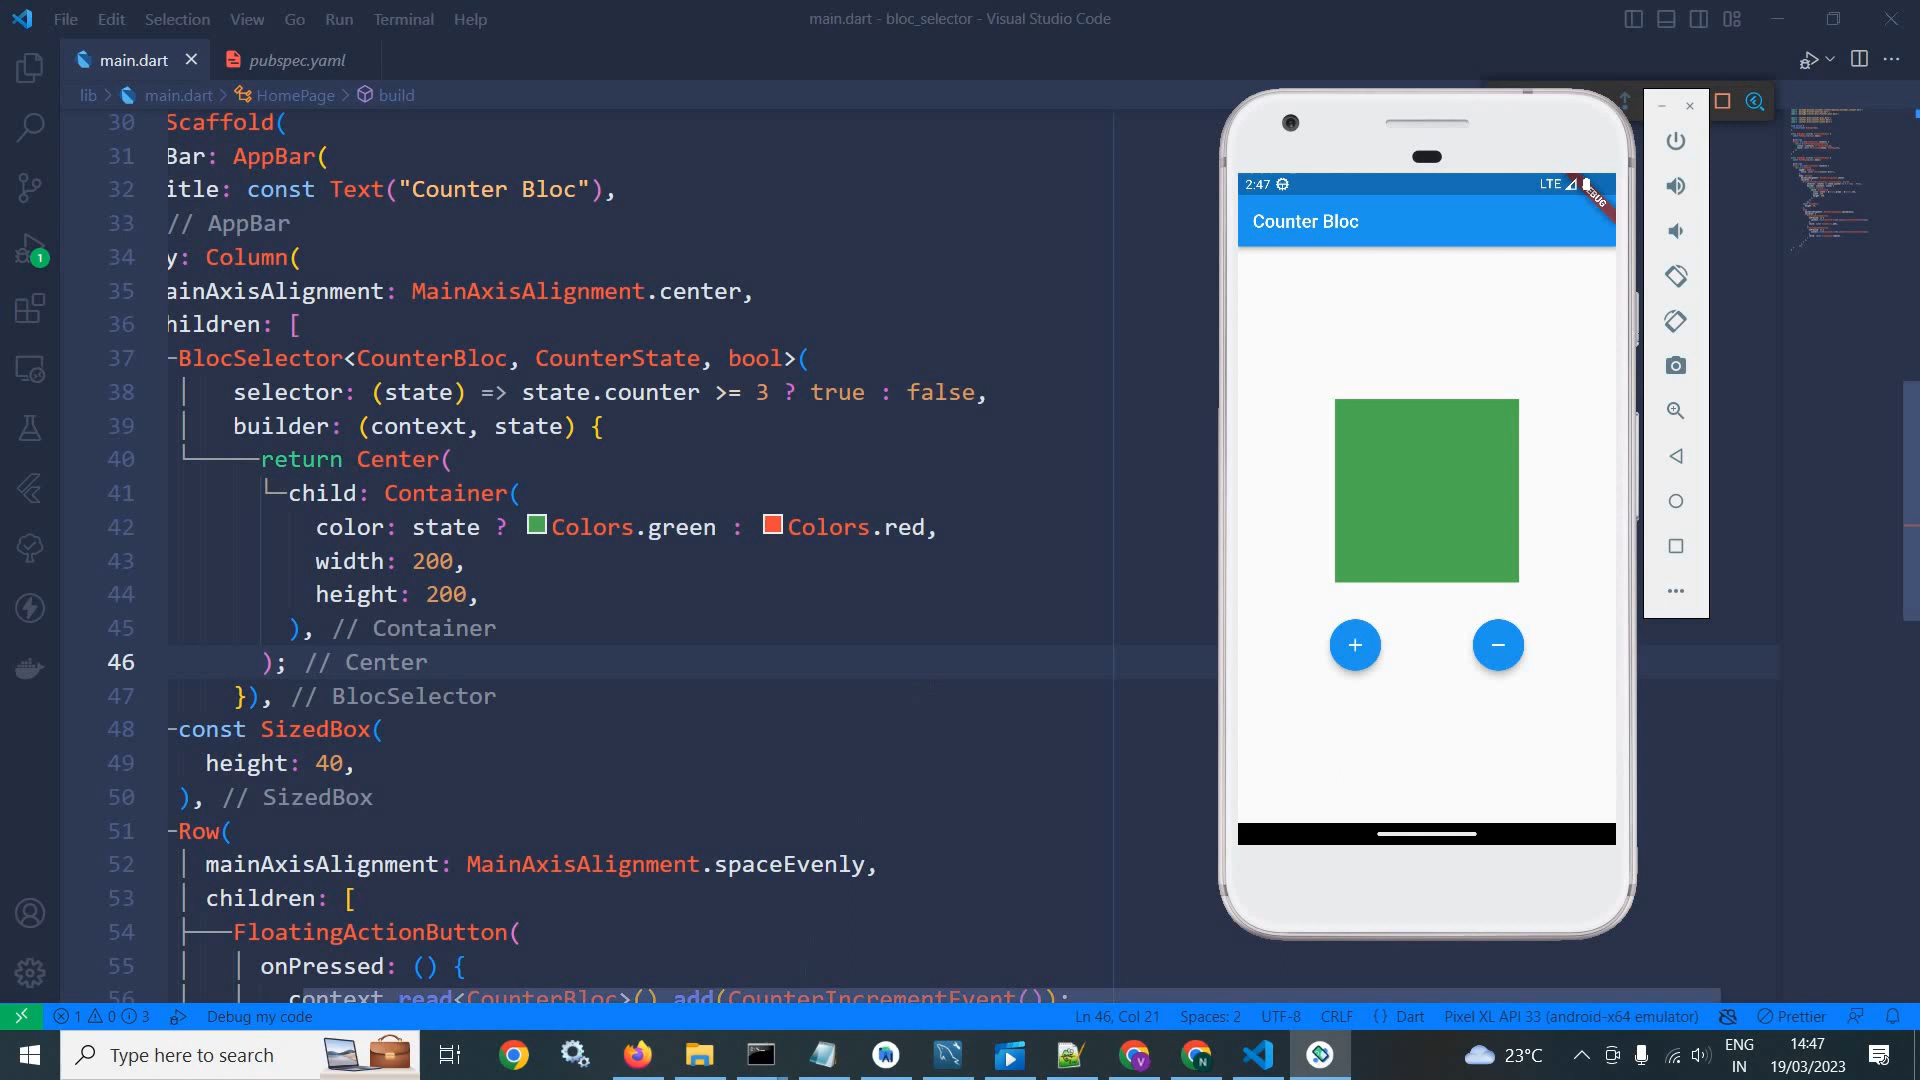 File Edit Selection View Go Run Terminal Help
main.dart - bloc_selector - Visual Studio Code
main.dart
pubspec.yaml
lib > main.dart > HomePage > build
30 Scaffold(
31 Bar: AppBar(
32 itle: const Text("Counter Bloc"),
33 // AppBar
34 y: Column(
35 ainAxisAlignment: MainAxisAlignment.center,
36 hildren: [
37 BlocSelector<CounterBloc, CounterState, bool>(
38 selector: (state) => state.counter >= 3 ? true : false,
39 builder: (context, state) {
40 return Center(
41 child: Container(
42 color: state ? Colors.green : Colors.red,
43 width: 200,
44 height: 200,
45 ), // Container
46 ); // Center
47 }), // BlocSelector
48 const SizedBox(
49 height: 40,
50 ), // SizedBox
51 Row(
52 mainAxisAlignment: MainAxisAlignment.spaceEvenly,
53 children: [
54 FloatingActionButton(
55 onPressed: () {
56 context.read<CounterBloc>().add(CounterIncrementEvent());
1
2:47
LTE
Counter Bloc
+
−
1 0 3
Debug my code
Ln 46, Col 21
Spaces: 2
UTF-8
CRLF
{ } Dart
Pixel XL API 33 (android-x64 emulator)
Prettier
Type here to search
23°C
ENG
IN
14:47
19/03/2023